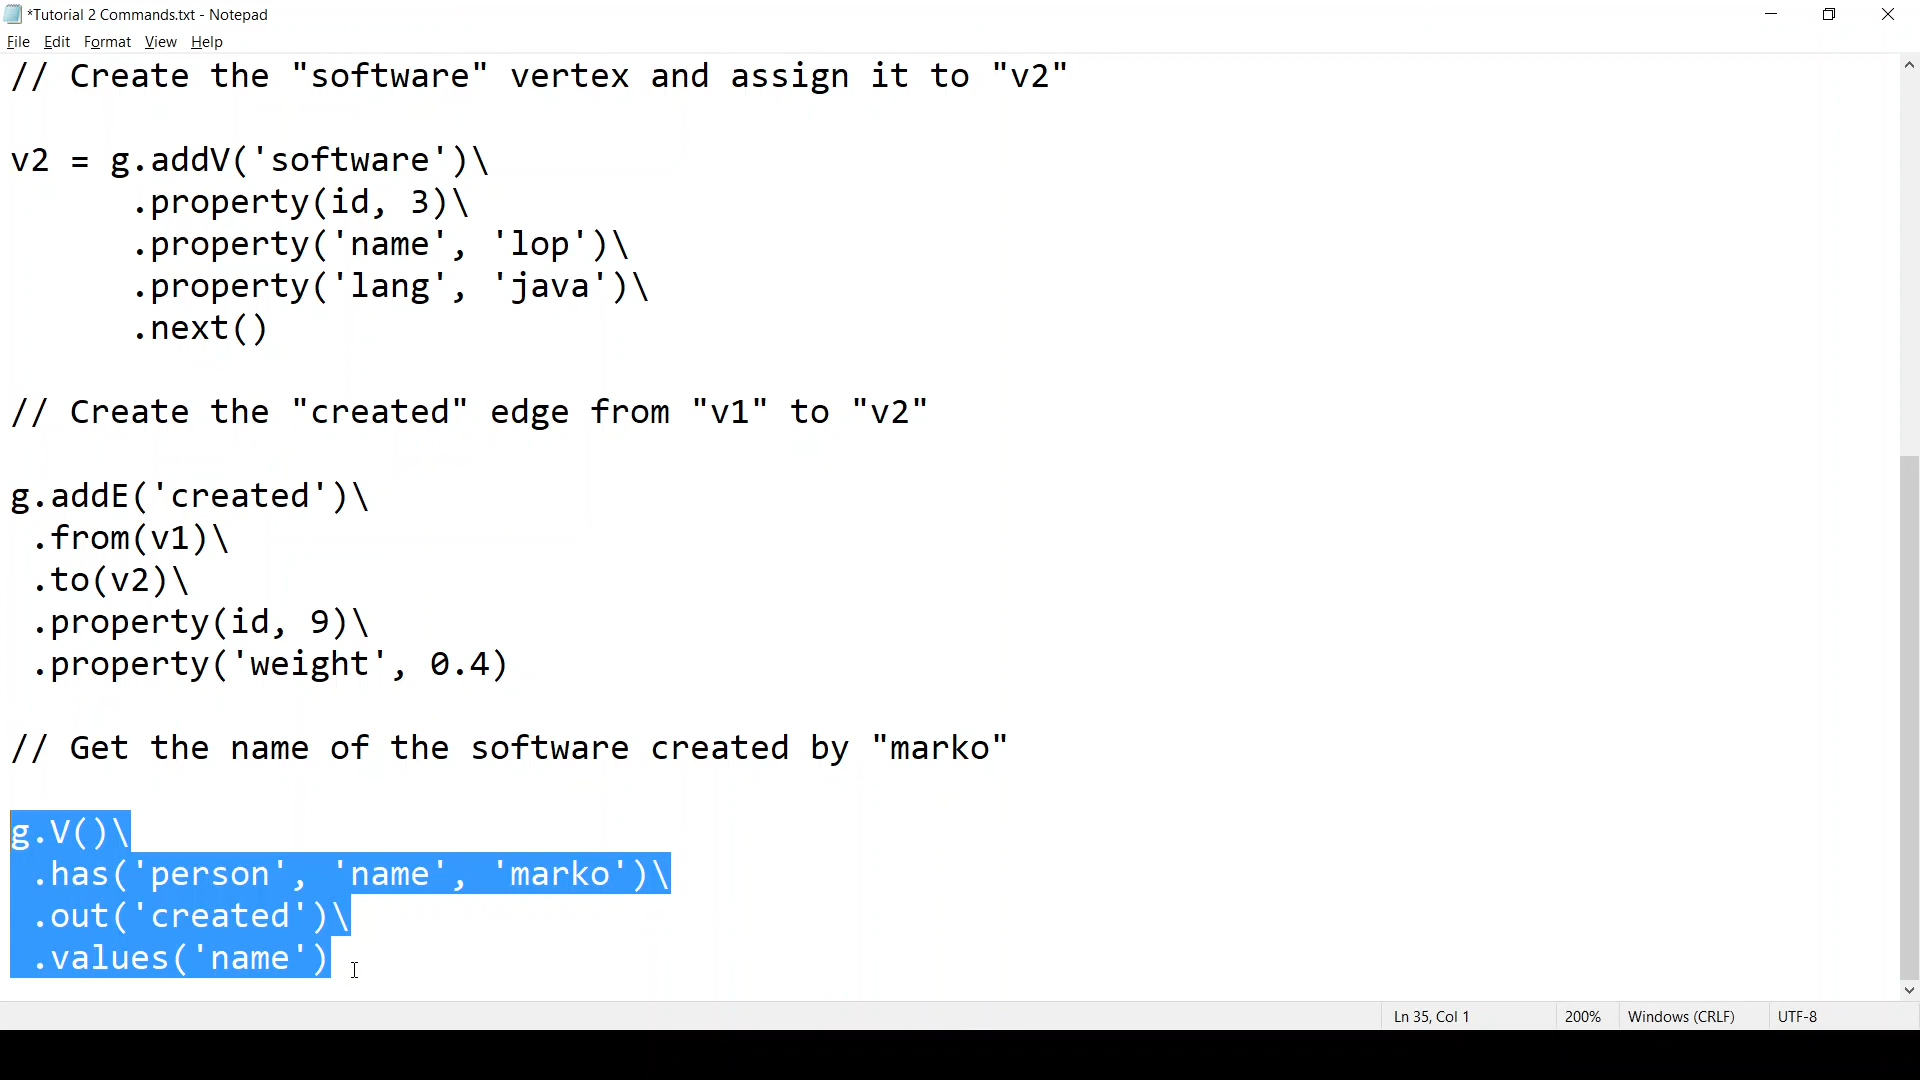 *Tutorial 2 Commands.txt - Notepad
File Edit Format View Help
// Create the "software" vertex and assign it to "v2"
v2 = g.addV('software')\
.property(id, 3)\
.property('name', 'lop')\
.property('lang', 'java')\
.next()
// Create the "created" edge from "v1" to "v2"
g.addE('created')\
.from(v1)\
.to(v2)\
.property(id, 9)\
.property('weight', 0.4)
// Get the name of the software created by "marko"
g.V()\
.has('person', 'name', 'marko')\
.out('created')\
.values('name')
Ln 35, Col 1 200% Windows (CRLF) UTF-8